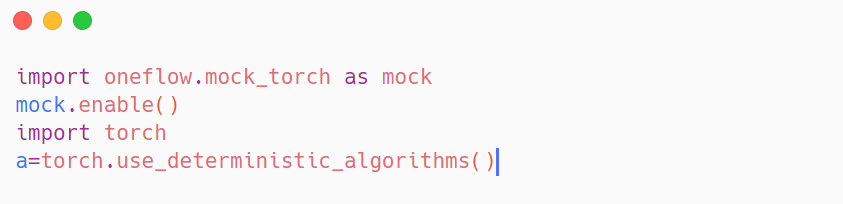 import oneflow.mock_torch as mock
mock.enable()
import torch
a=torch.use_deterministic_algorithms()